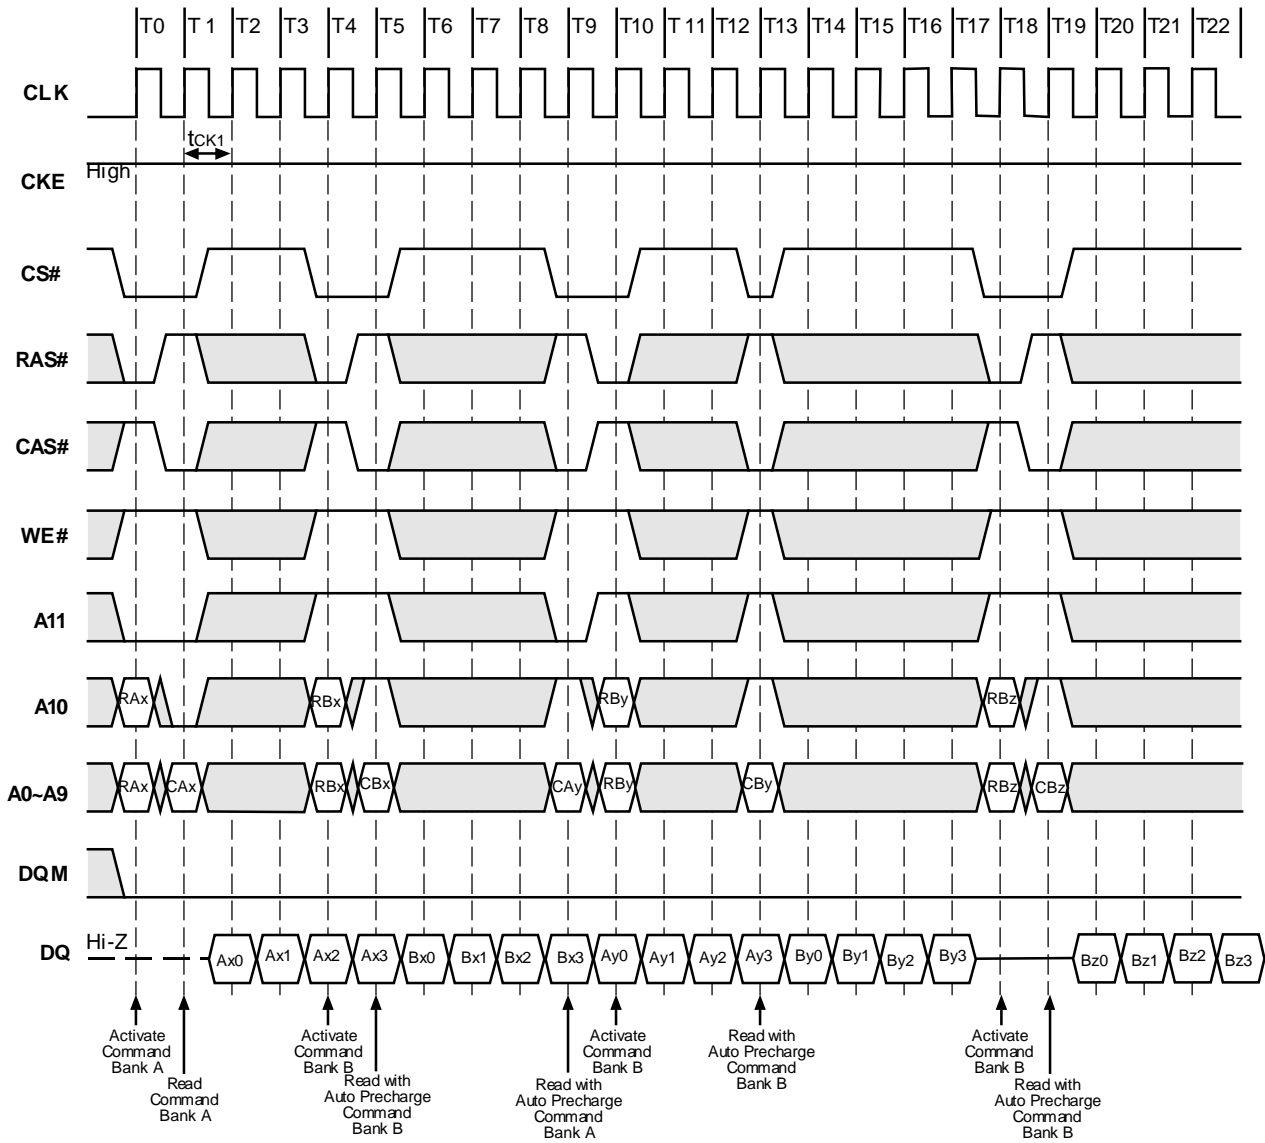 T0 T1 T2 T3 T4 T5 T6 T7 T8 T9 T10 T11 T12 T13 T14 T15 T16 T17 T18 T19 T20 T21 T22
CLK
tCK1
High
CKE
CS#
RAS#
CAS#
WE#
A11
A10 RAx RBx RBy RBz
A0~A9 RAx CAx RBx CBx CAy RBy CBy RBz CBz
DQM
Hi-Z
DQ Ax0 Ax1 Ax2 Ax3 Bx0 Bx1 Bx2 Bx3 Ay0 Ay1 Ay2 Ay3 By0 By1 By2 By3 Bz0 Bz1 Bz2 Bz3
Activate
Command
Bank A
Read
Command
Bank A
Activate
Command
Bank B
Read with
Auto Precharge
Command
Bank B
Read with
Auto Precharge
Command
Bank A
Activate
Command
Bank B
Read with
Auto Precharge
Command
Bank B
Activate
Command
Bank B
Read with
Auto Precharge
Command
Bank B